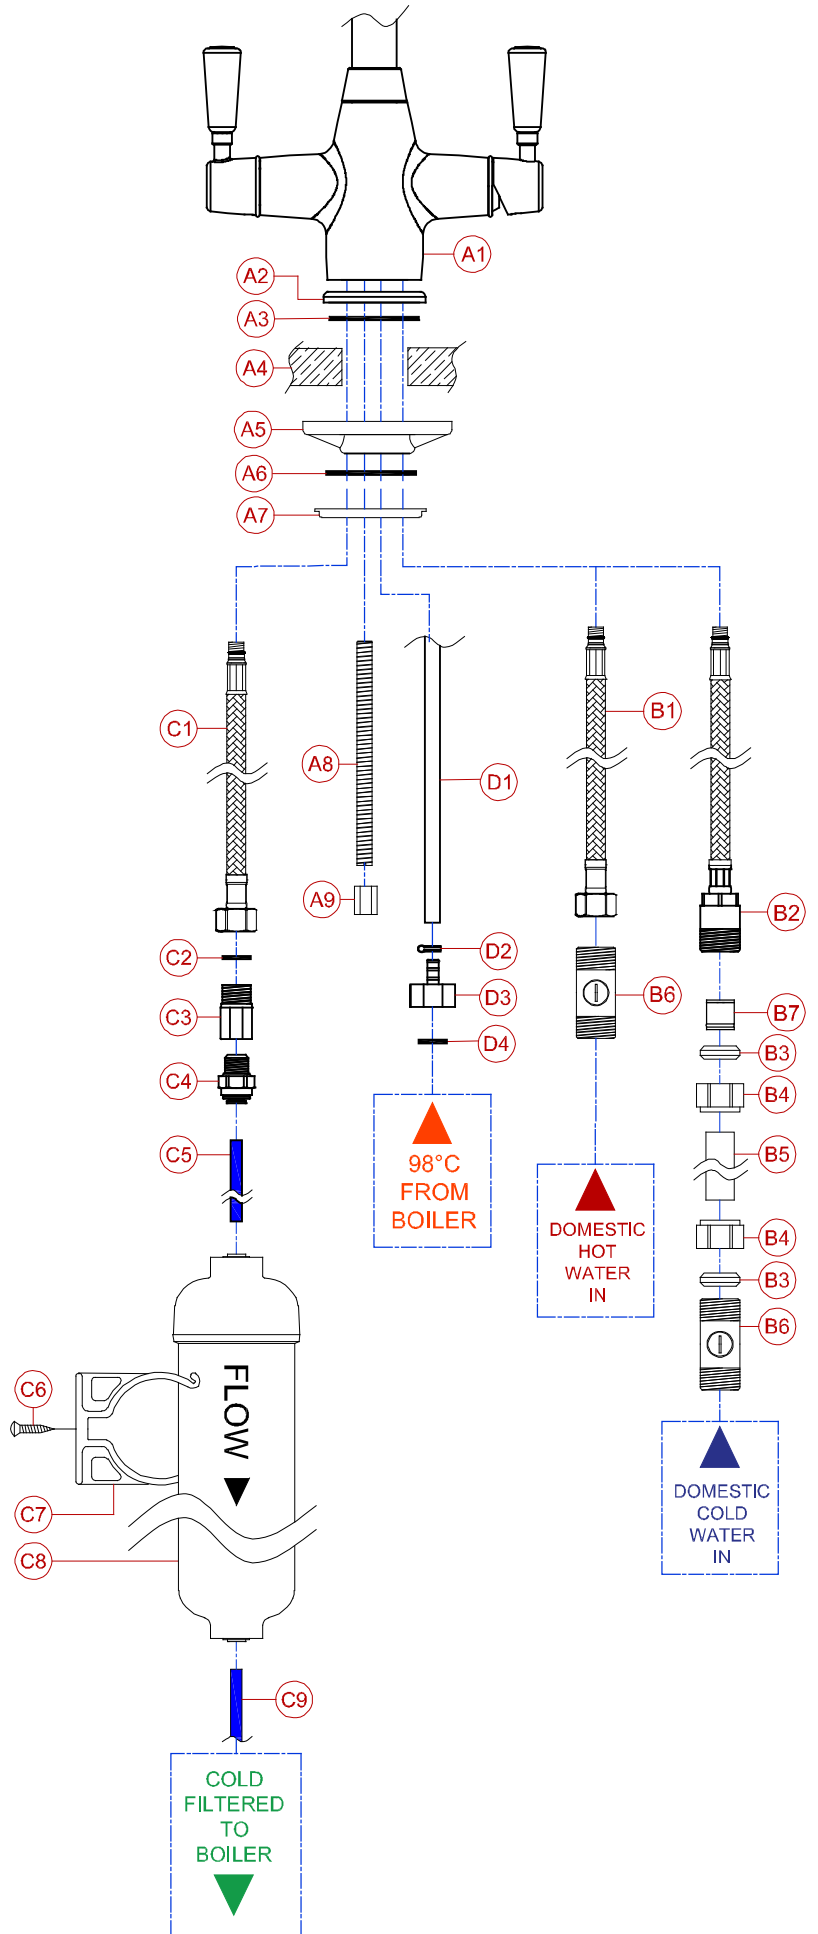 A1
A2
A3
A4
A5
A6
A7
C1
B1
A8
D1
A9
B2
C2
D2
C3
D3
B6
B7
C4
D4
B3
B4
C5
B5
98°C
FROM
BOILER
DOMESTIC
HOT
WATER
IN
B4
B3
B6
C6
FLOW
C7
C8
DOMESTIC
COLD
WATER
IN
C9
COLD
FILTERED
TO
BOILER